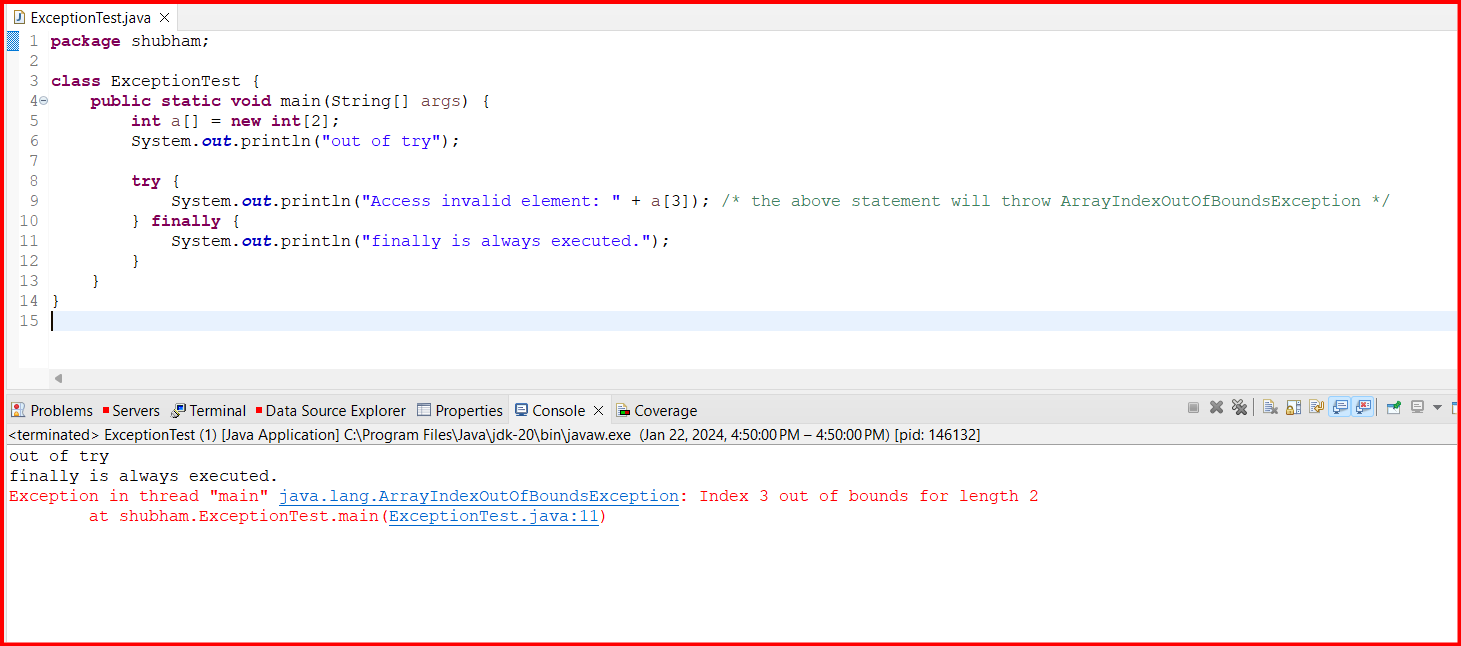 ExceptionTest.java
1 package shubham;
2
3 class ExceptionTest {
4 public static void main(String[] args) {
5 int a[] = new int[2];
6 System.out.println("out of try");
7
8 try {
9 System.out.println("Access invalid element: " + a[3]); /* the above statement will throw ArrayIndexOutOfBoundsException */
10 } finally {
11 System.out.println("finally is always executed.");
12 }
13 }
14 }
15
Problems Servers Terminal Data Source Explorer Properties Console Coverage
<terminated> ExceptionTest (1) [Java Application] C:\Program Files\Java\jdk-20\bin\javaw.exe (Jan 22, 2024, 4:50:00 PM – 4:50:00 PM) [pid: 146132]
out of try
finally is always executed.
Exception in thread "main" java.lang.ArrayIndexOutOfBoundsException: Index 3 out of bounds for length 2
at shubham.ExceptionTest.main(ExceptionTest.java:11)